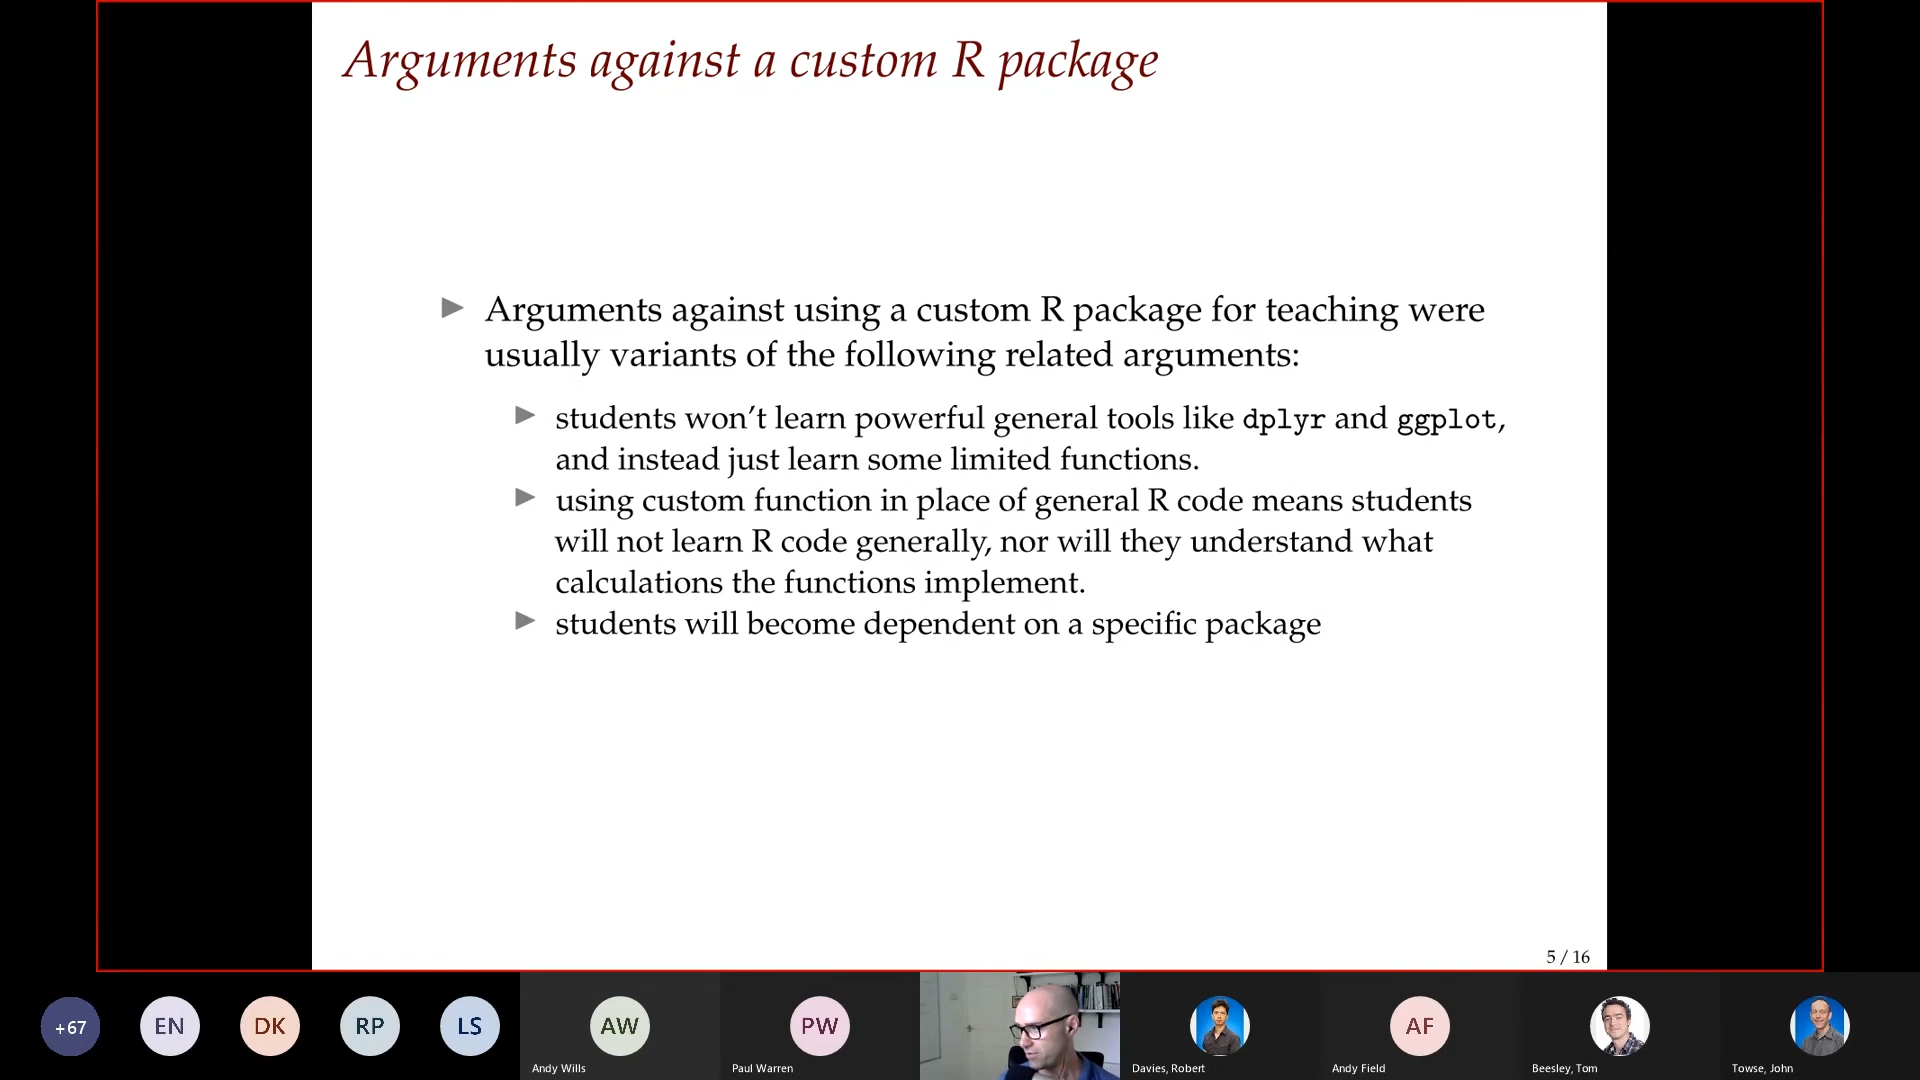 Arguments against a custom R package
Arguments against using a custom R package for teaching were
usually variants of the following related arguments:
students won't learn powerful general tools like dplyr and ggplot,
and instead just learn some limited functions.
using custom function in place of general R code means students
will not learn R code generally, nor will they understand what
calculations the functions implement.
students will become dependent on a specific package
5 / 16
+67
EN
DK
RP
LS
AW
PW
AF
Andy Wills
Paul Warren
Davies, Robert
Andy Field
Beesley, Tom
Towse, John